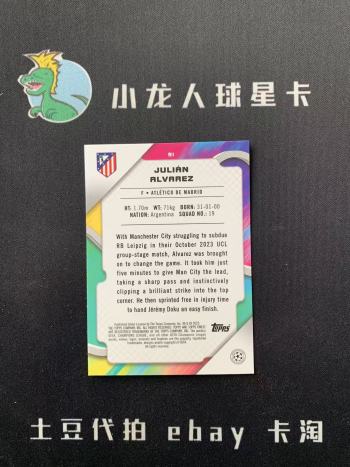 小龙人球星卡
91
JULIÁN
ALVAREZ
F • ATLÉTICO DE MADRID
HT: 1.70m WT: 71kg BORN: 31-01-00
NATION: Argentina SQUAD NO.: 19
With Manchester City struggling to subdue
RB Leipzig in their October 2023 UCL
group-stage match, Álvarez was brought
on to change the game. It took him just
five minutes to give Man City the lead,
taking a sharp pass and instinctively
clipping a brilliant strike into the top
corner. He then sprinted free in injury time
to hand Jérémy Doku an easy finish.
Topps
土豆代拍 ebay 卡淘